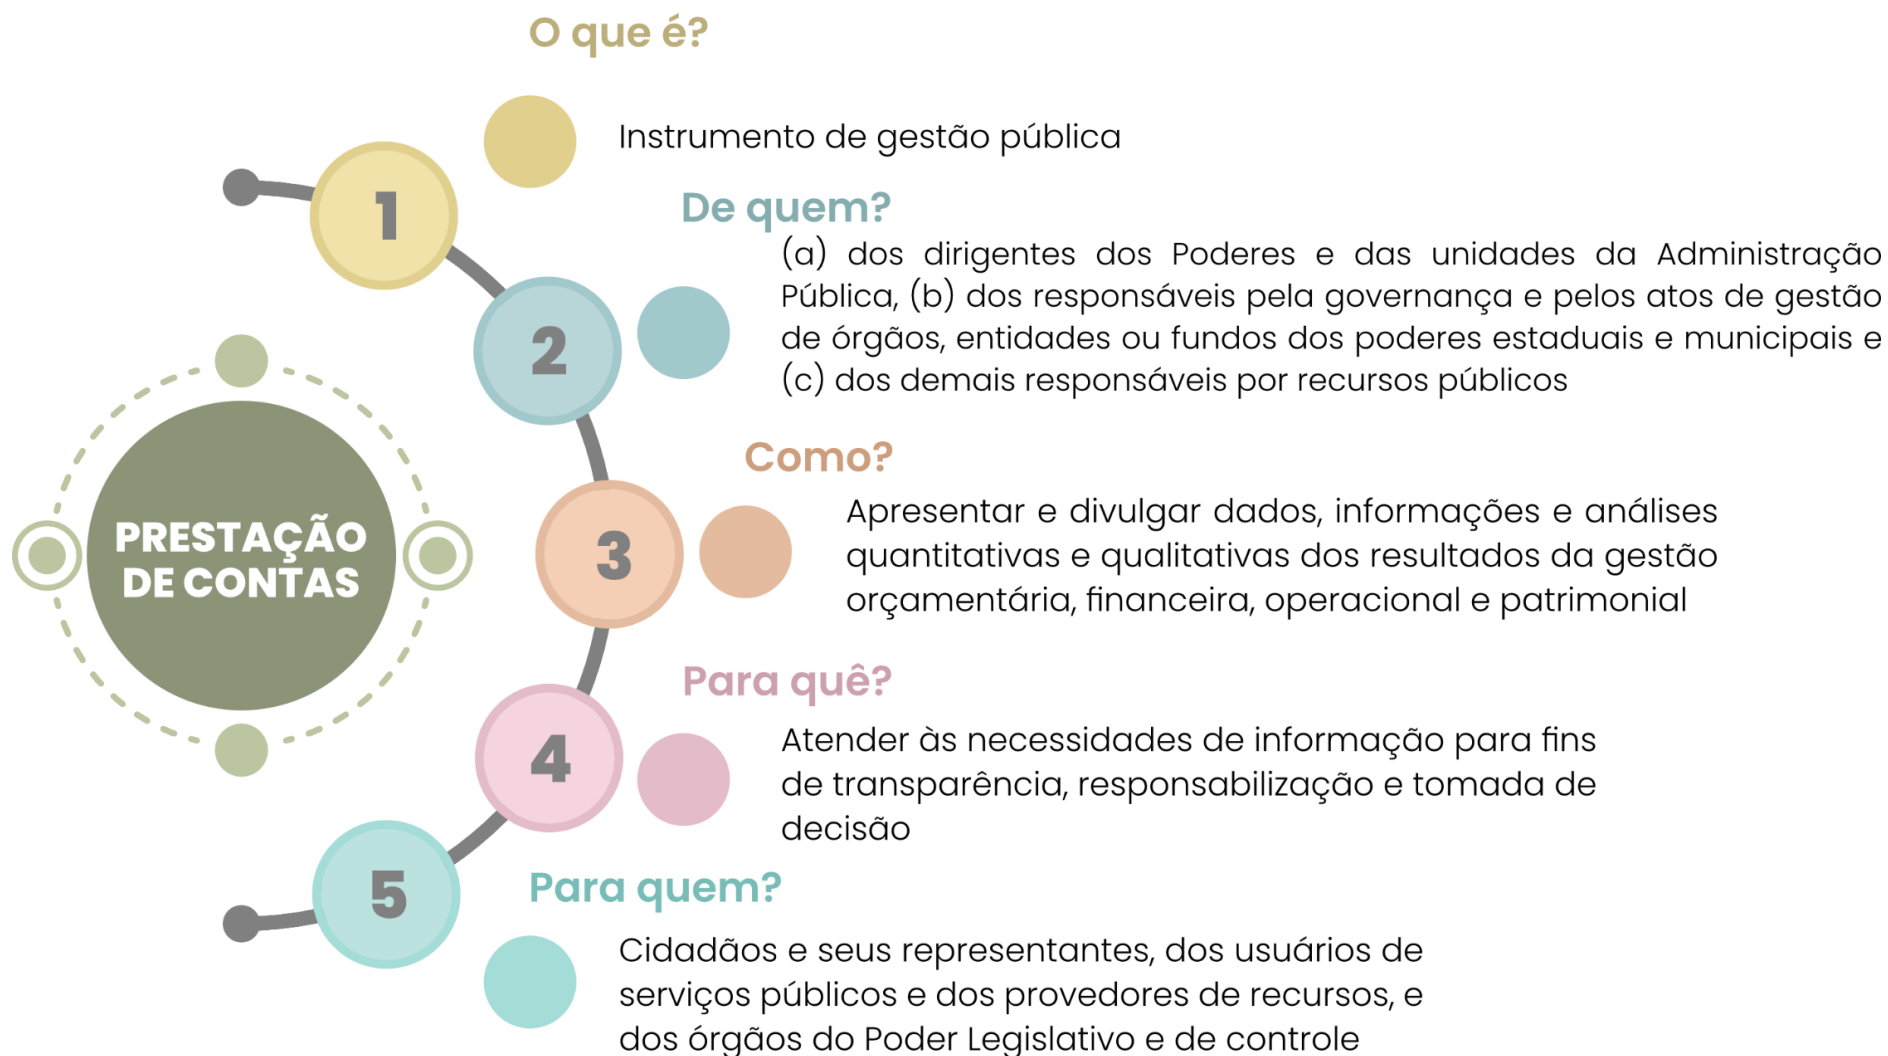 O que é?
Instrumento de gestão pública
1
De quem?
(a) dos dirigentes dos Poderes e das unidades da Administração
Pública, (b) dos responsáveis pela governança e pelos atos de gestão
de órgãos, entidades ou fundos dos poderes estaduais e municipais e
(c) dos demais responsáveis por recursos públicos
2
Como?
Apresentar e divulgar dados, informações e análises
quantitativas e qualitativas dos resultados da gestão
orçamentária, financeira, operacional e patrimonial
3
PRESTAÇÃO
DE CONTAS
Para quê?
Atender às necessidades de informação para fins
de transparência, responsabilização e tomada de
decisão
4
Para quem?
5
Cidadãos e seus representantes, dos usuários de
serviços públicos e dos provedores de recursos, e
dos órgãos do Poder Legislativo e de controle